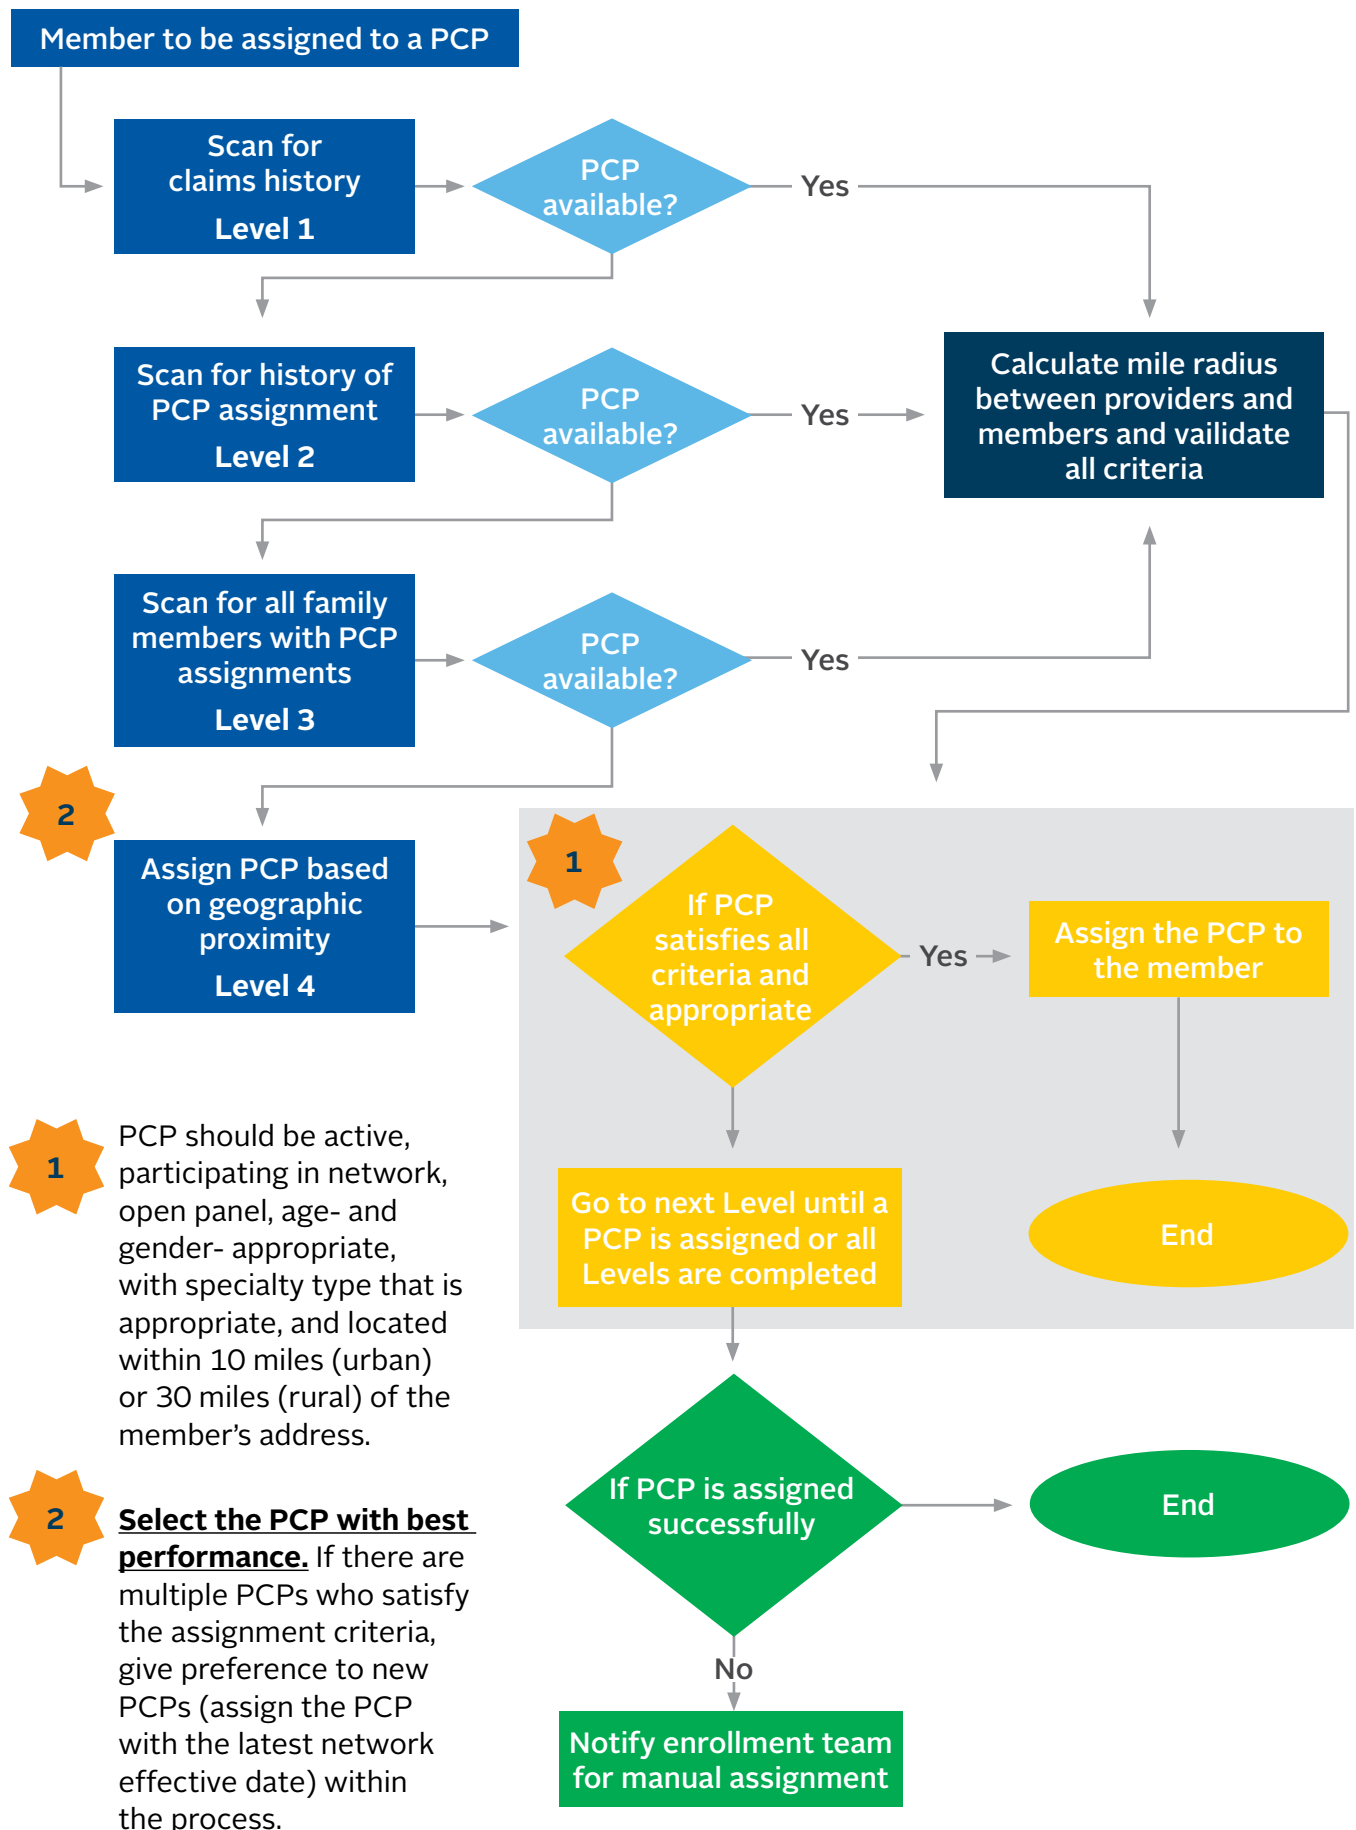 Member to be assigned to a PCP
Scan for
claims history
Level 1
PCP
available?
Yes
Scan for history of
PCP assignment
Level 2
PCP
available?
Yes
Calculate mile radius
between providers and
members and vailidate
all criteria
Scan for all family
members with PCP
assignments
Level 3
PCP
available?
Yes
2
Assign PCP based
on geographic
proximity
Level 4
1
If PCP
satisfies all
criteria and
appropriate
Yes
Assign the PCP to
the member
Go to next Level until a
PCP is assigned or all
Levels are completed
End
If PCP is assigned
successfully
End
No
Notify enrollment team
for manual assignment
1
PCP should be active,
participating in network,
open panel, age- and
gender- appropriate,
with specialty type that is
appropriate, and located
within 10 miles (urban)
or 30 miles (rural) of the
member’s address.
2
Select the PCP with best
performance. If there are
multiple PCPs who satisfy
the assignment criteria,
give preference to new
PCPs (assign the PCP
with the latest network
effective date) within
the process.